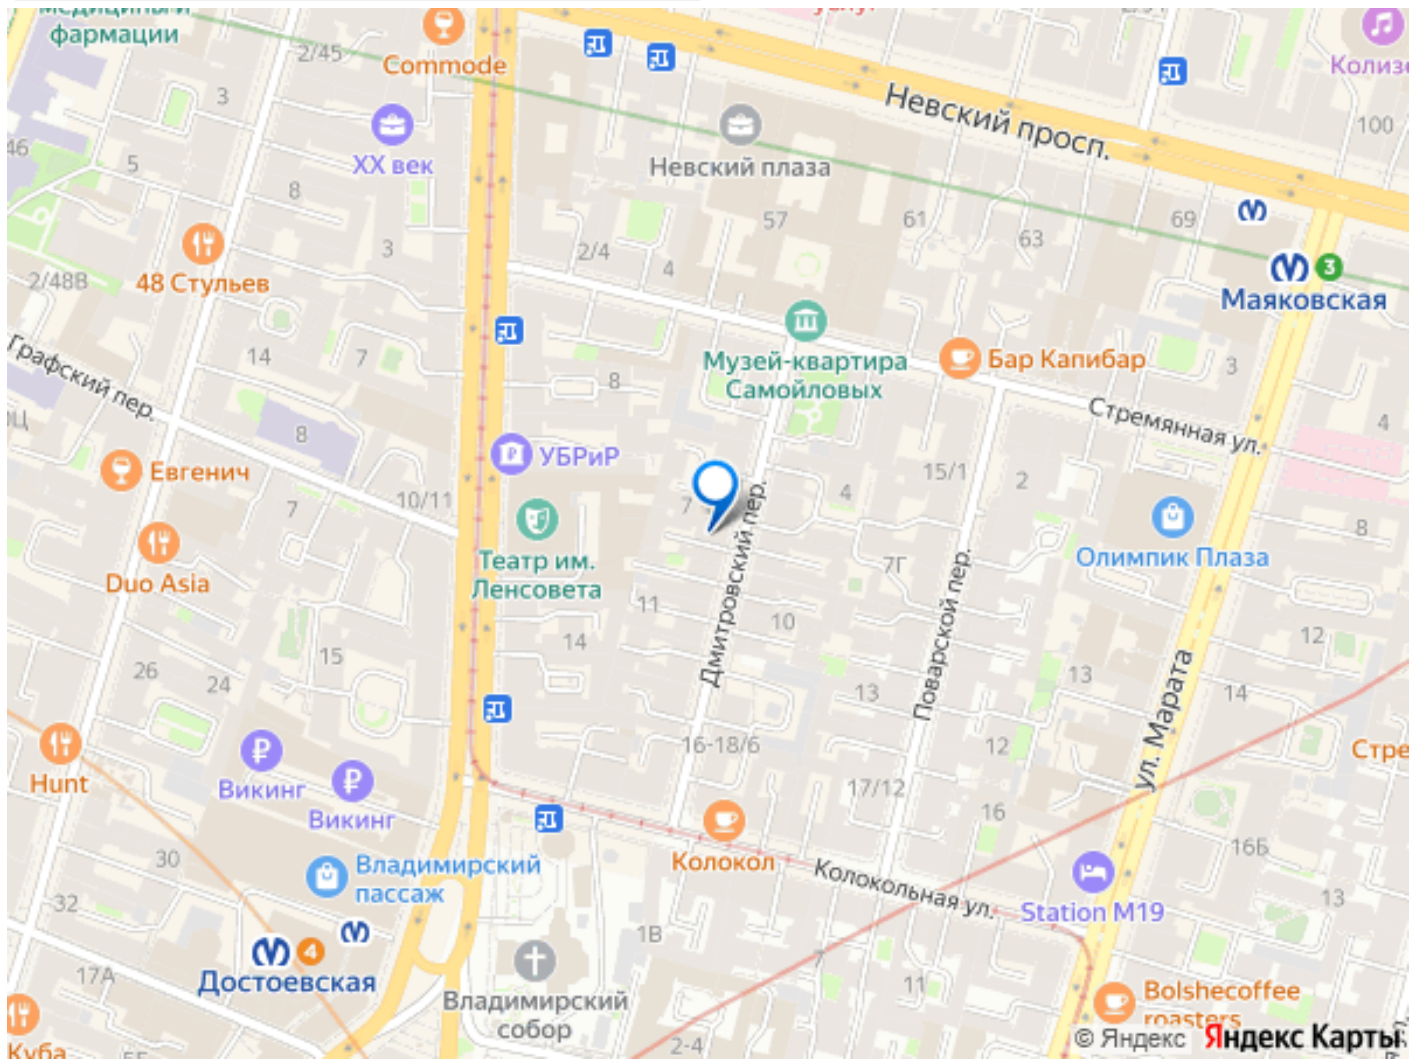 медицины и
фармации
2/45
Commode
3
ХХ век
46
5
8
Невский просп.
Невский плаза
Колизе
100
57
61
63
69
3
Маяковская
48 Стульев
3
2/4
4
2/48В
Графский пер.
14
7
8
8
Музей-квартира
Самойловых
Бар Капибар
3
Стремянная ул.
4
УБРиР
Евгенич
10/11
7
7
4
15/1
2
Дмитровский пер.
Олимпик Плаза
8
Duo Asia
Театр им.
Ленсовета
7Г
Поварской пер.
11
10
14
15
26
24
13
13
12
14
ул. Марата
16-18/6
12
Hunt
Викинг
Викинг
17/12
16
16Б
Стре
Колокол
Колокольная ул.
30
Владимирский
пассаж
Station M19
13
32
1В
7
11
4
Достоевская
17А
Владимирский
собор
Bolshecoffee
roasters
2-4
Куба
© Яндекс Яндекс Карты